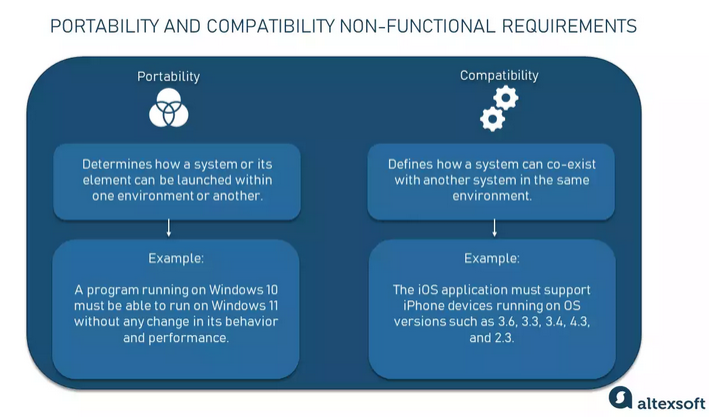 PORTABILITY AND COMPATIBILITY NON-FUNCTIONAL REQUIREMENTS
Portability
Determines how a system or its
element can be launched within
one environment or another.
Example:
A program running on Windows 10
must be able to run on Windows 11
without any change in its behavior
and performance.
Compatibility
Defines how a system can co-exist
with another system in the same
environment.
Example:
The iOS application must support
iPhone devices running on OS
versions such as 3.6, 3.3, 3.4, 4.3,
and 2.3.
altexsoft